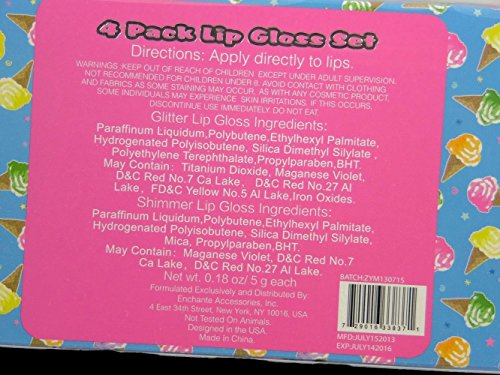 4 Pack Lip Gloss Set
Directions: Apply directly to lips.
WARNINGS :KEEP OUT OF REACH OF CHILDREN EXCEPT UNDER ADULT SUPERVISION.
NOT RECOMMENDED FOR CHILDREN UNDER 8. AVOID CONTACT WITH CLOTHING
AND FABRICS AS SOME STAINING MAY OCCUR. AS WITH ANY COSMETIC PRODUCT,
SOME INDIVIDUALS MAY EXPERIENCE SKIN IRRITATIONS. IF THIS OCCURS,
DISCONTINUE USE IMMEDIATELY. DO NOT EAT.
Glitter Lip Gloss Ingredients:
Paraffinum Liquidum,Polybutene,Ethylhexyl Palmitate,
Hydrogenated Polyisobutene, Silica Dimethyl Silylate ,
Polyethylene Terephthalate,Propylparaben,BHT.
May Contain: Titanium Dioxide, Maganese Violet,
D&C Red No.7 Ca Lake, D&C Red No.27 Al
Lake, FD&C Yellow No.5 Al Lake,Iron Oxides.
Shimmer Lip Gloss Ingredients:
Paraffinum Liquidum,Polybutene,Ethylhexyl Palmitate,
Hydrogenated Polyisobutene, Silica Dimethyl Silylate,
Mica, Propylparaben,BHT.
May Contain: Maganese Violet, D&C Red No.7
Ca Lake, D&C Red No.27 Al Lake.
Net wt. 0.18 oz/ 5 g each
Formulated Exclusively and Distributed By
Enchante Accessories, Inc.
4 East 34th Street, New York, NY 10016, USA
Not Tested On Animals.
Designed in the USA.
Made in China.
BATCH:ZYM130715
7 29016 33837 1
MFD:JULY152013
EXP:JULY142016